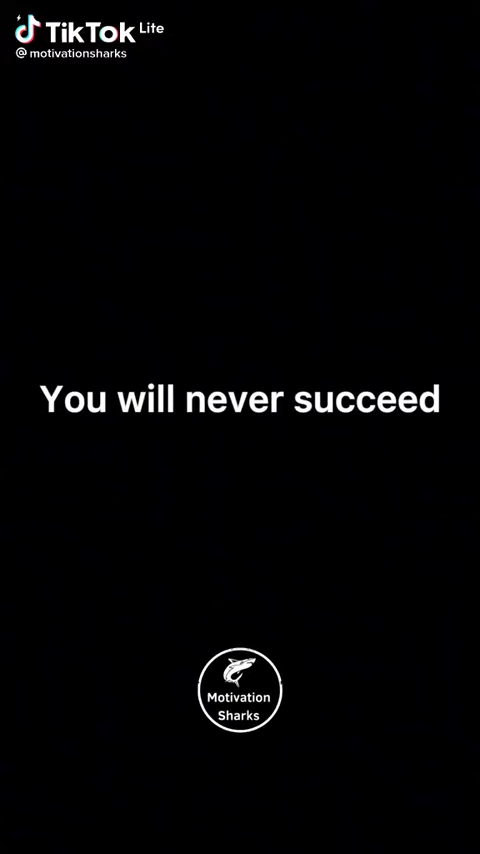 TikTok Lite
@motivationsharks
You will never succeed
Motivation
Sharks